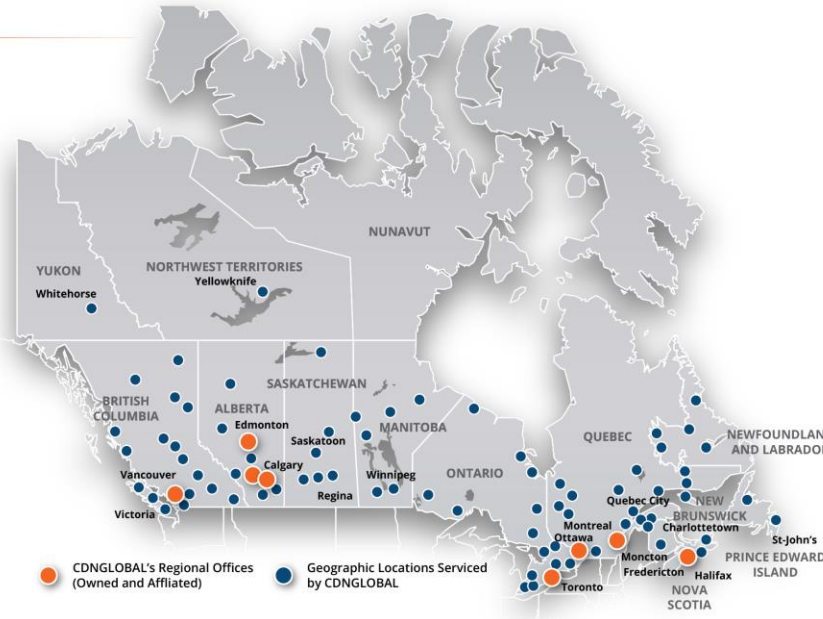 NUNAVUT
YUKON
NORTHWEST TERRITORIES
Yellowknife
Whitehorse
SASKATCHEWAN
BRITISH
COLUMBIA
ALBERTA
Edmonton
MANITOBA
Saskatoon
QUEBEC
NEWFOUNDLAN
AND LABRADOR
Calgary
Vancouver
Winnipeg
ONTARIO
Regina
Quebec City
NEW
BRUNSWICK
Victoria
Montreal
Charlottetown
Ottawa
St-John's
Moncton
PRINCE EDWARD
ISLAND
Fredericton
Halifax
Toronto
NOVA
SCOTIA
CDNGLOBAL's Regional Offices
(Owned and Affliated)
Geographic Locations Serviced
by CDNGLOBAL